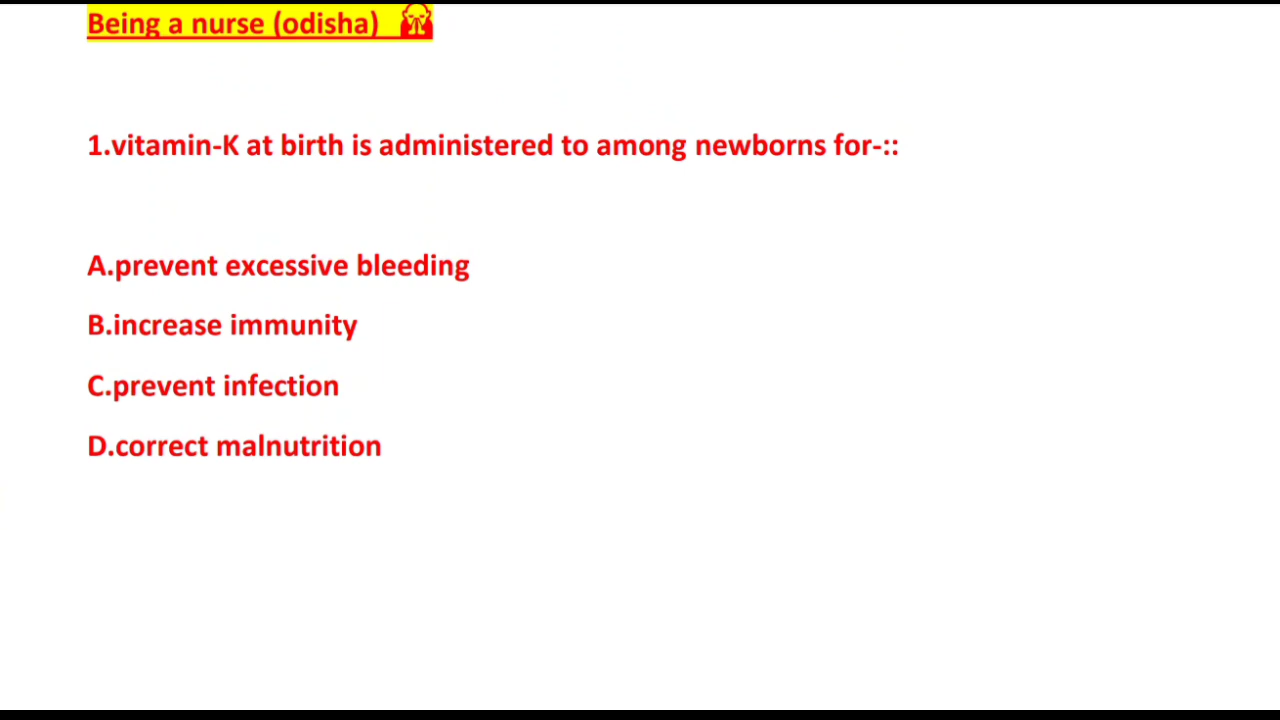 Being a nurse (odisha)
1.vitamin-K at birth is administered to among newborns for-::
A.prevent excessive bleeding
B.increase immunity
C.prevent infection
D.correct malnutrition